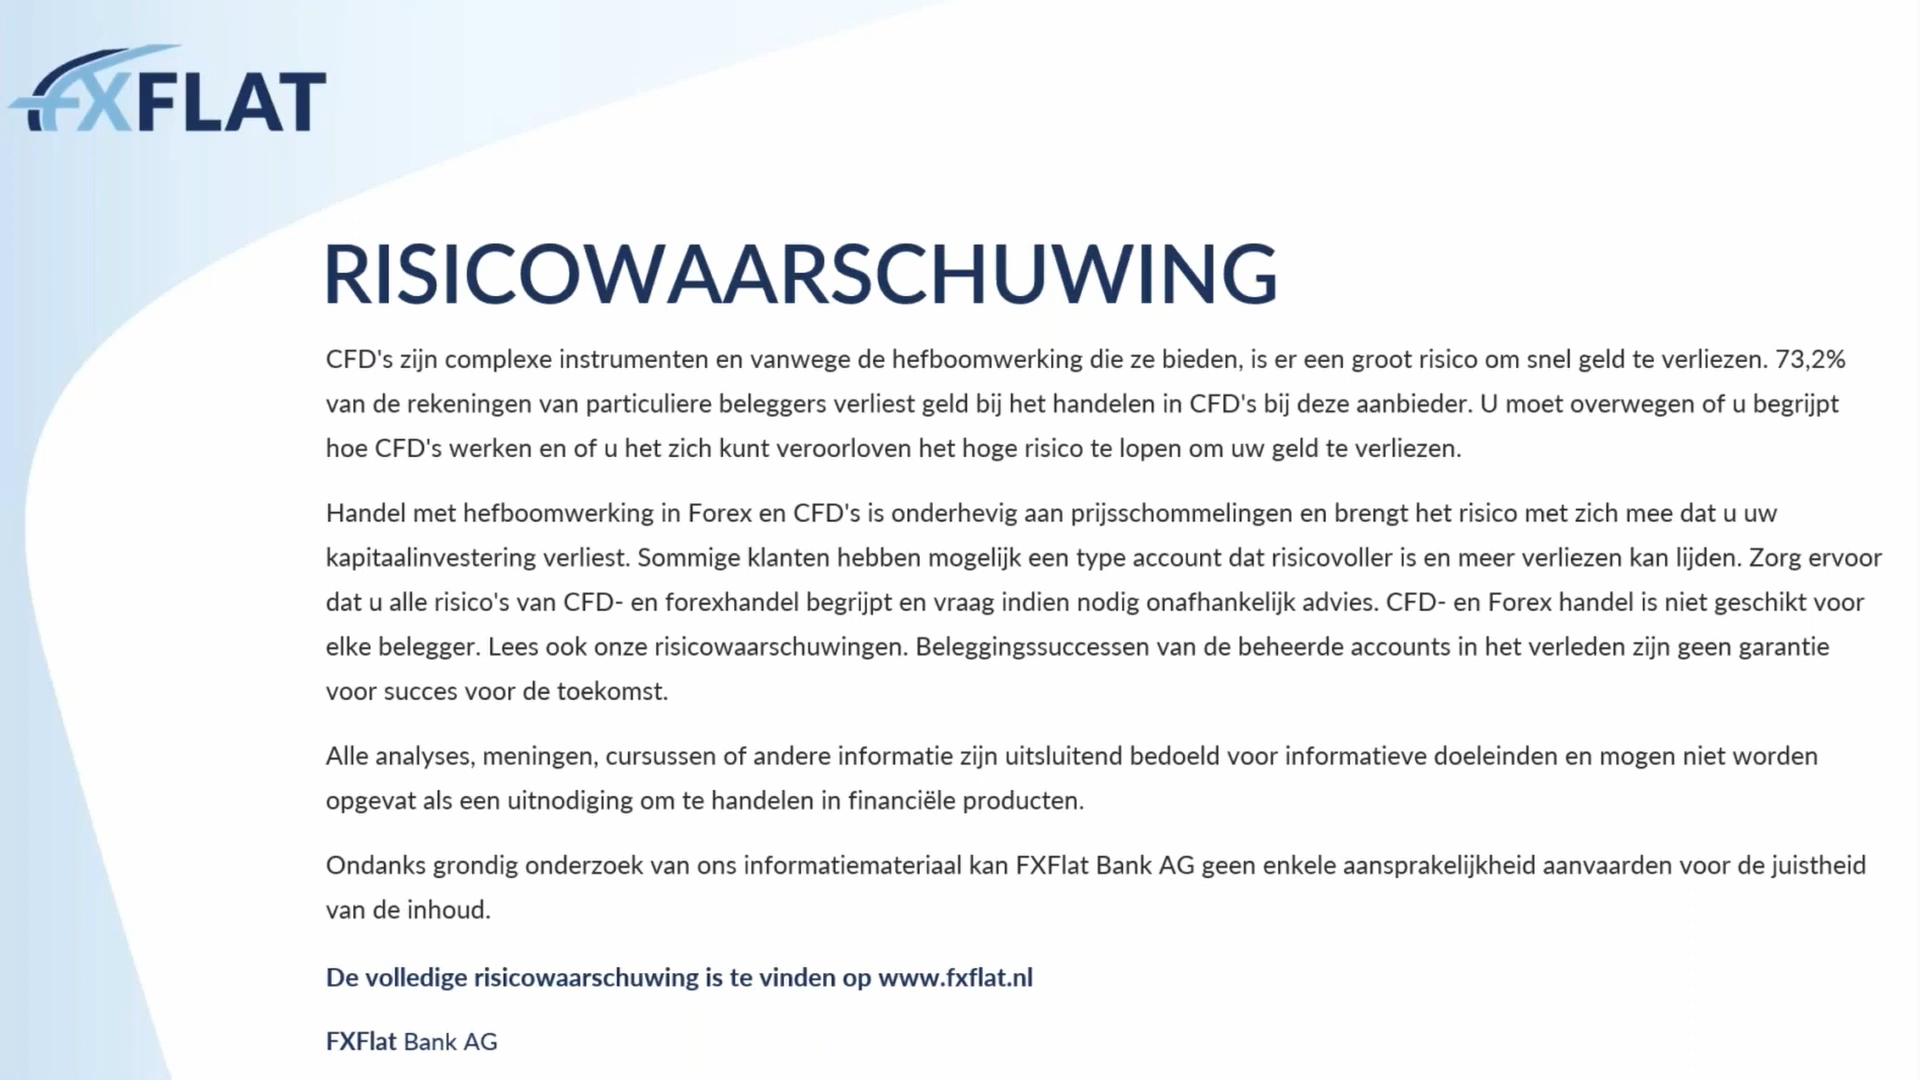 fXFLAT
RISICOWAARSCHUWING
CFD's zijn complexe instrumenten en vanwege de hefboomwerking die ze bieden, is er een groot risico om snel geld te verliezen. 73,2%
van de rekeningen van particuliere beleggers verliest geld bij het handelen in CFD's bij deze aanbieder. U moet overwegen of u begrijpt
hoe CFD's werken en of u het zich kunt veroorloven het hoge risico te lopen om uw geld te verliezen.
Handel met hefboomwerking in Forex en CFD's is onderhevig aan prijsschommelingen en brengt het risico met zich mee dat u uw
kapitaalinvestering verliest. Sommige klanten hebben mogelijk een type account dat risicovoller is en meer verliezen kan lijden. Zorg ervoor
dat u alle risico's van CFD- en forexhandel begrijpt en vraag indien nodig onafhankelijk advies. CFD- en Forex handel is niet geschikt voor
elke belegger. Lees ook onze risicowaarschuwingen. Beleggingssuccessen van de beheerde accounts in het verleden zijn geen garantie
voor succes voor de toekomst.
Alle analyses, meningen, cursussen of andere informatie zijn uitsluitend bedoeld voor informatieve doeleinden en mogen niet worden
opgevat als een uitnodiging om te handelen in financiële producten.
Ondanks grondig onderzoek van ons informatiemateriaal kan FXFlat Bank AG geen enkele aansprakelijkheid aanvaarden voor de juistheid
van de inhoud.
De volledige risicowaarschuwing is te vinden op www.fxflat.nl
FXFlat Bank AG